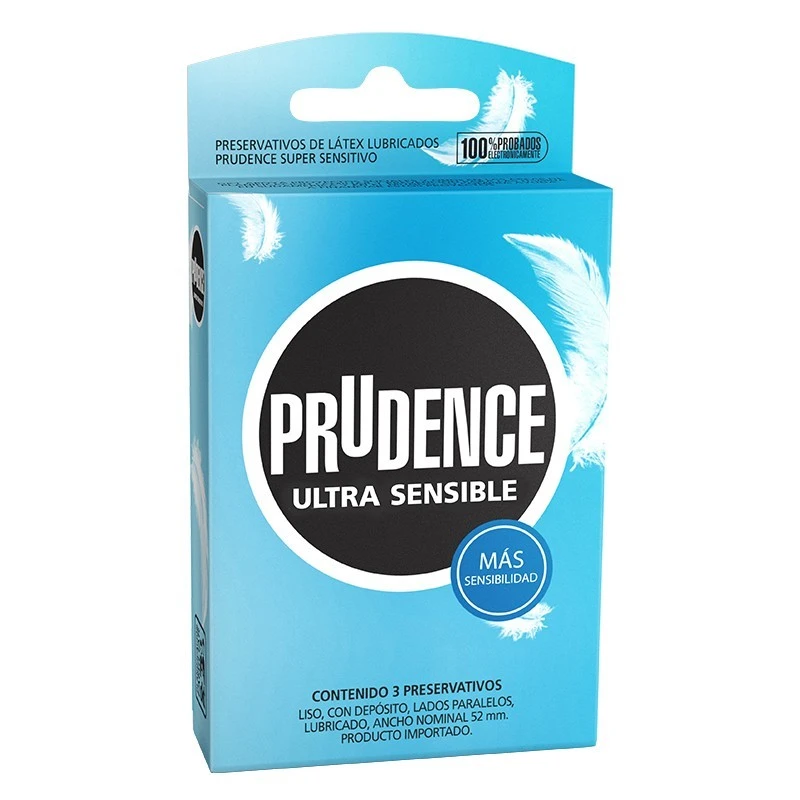 PRESERVATIVOS DE LÁTEX LUBRICADOS
PRUDENCE SUPER SENSITIVO
100% PROBADOS
ELECTRÓNICAMENTE
PRUDENCE
ULTRA SENSIBLE
MÁS
SENSIBILIDAD
CONTENIDO 3 PRESERVATIVOS
LISO, CON DEPÓSITO, LADOS PARALELOS,
LUBRICADO, ANCHO NOMINAL 52 mm.
PRODUCTO IMPORTADO.